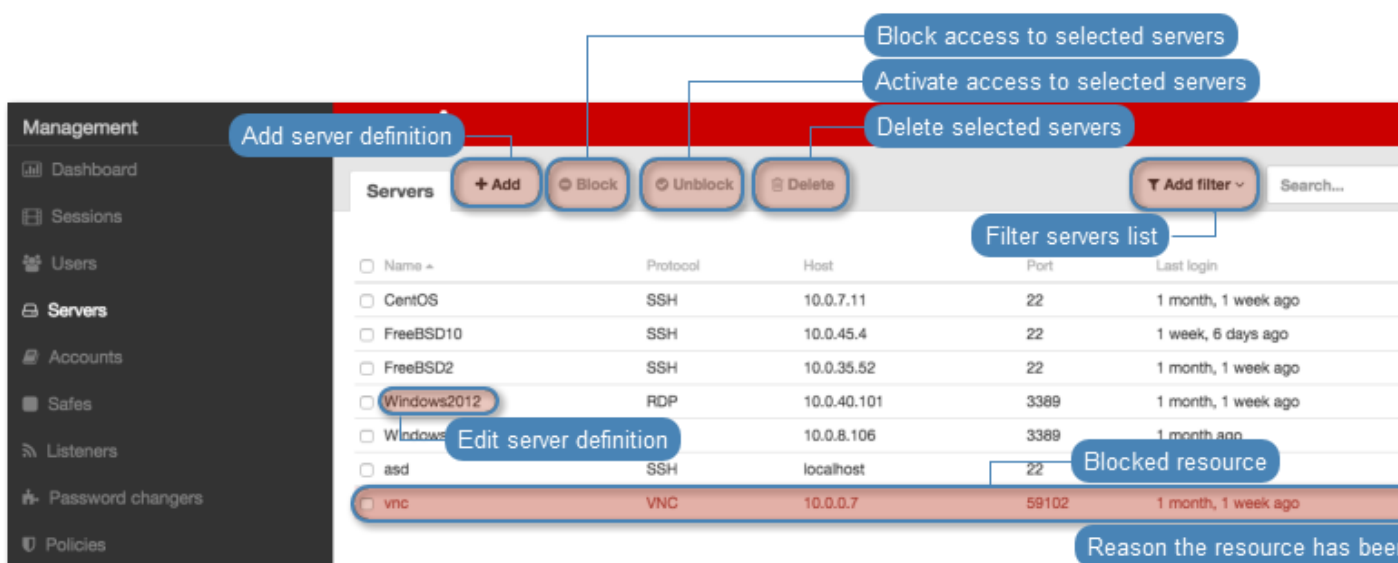 Block access to selected servers
Activate access to selected servers
Management
Add server definition
Delete selected servers
Dashboard
Servers
+ Add
Block
Unblock
Delete
Add filter
Search...
Sessions
Filter servers list
Users
Name Protocol Host Port Last login
Servers
CentOS SSH 10.0.7.11 22 1 month, 1 week ago
FreeBSD10 SSH 10.0.45.4 22 1 week, 6 days ago
Accounts
FreeBSD2 SSH 10.0.35.52 22 1 month, 1 week ago
Safes
Windows2012 RDP 10.0.40.101 3389 1 month, 1 week ago
Windows 10.0.8.106 3389 1 month ago
Edit server definition
Listeners
asd SSH localhost 22
Blocked resource
Password changers
vnc VNC 10.0.0.7 59102 1 month, 1 week ago
Policies
Reason the resource has been